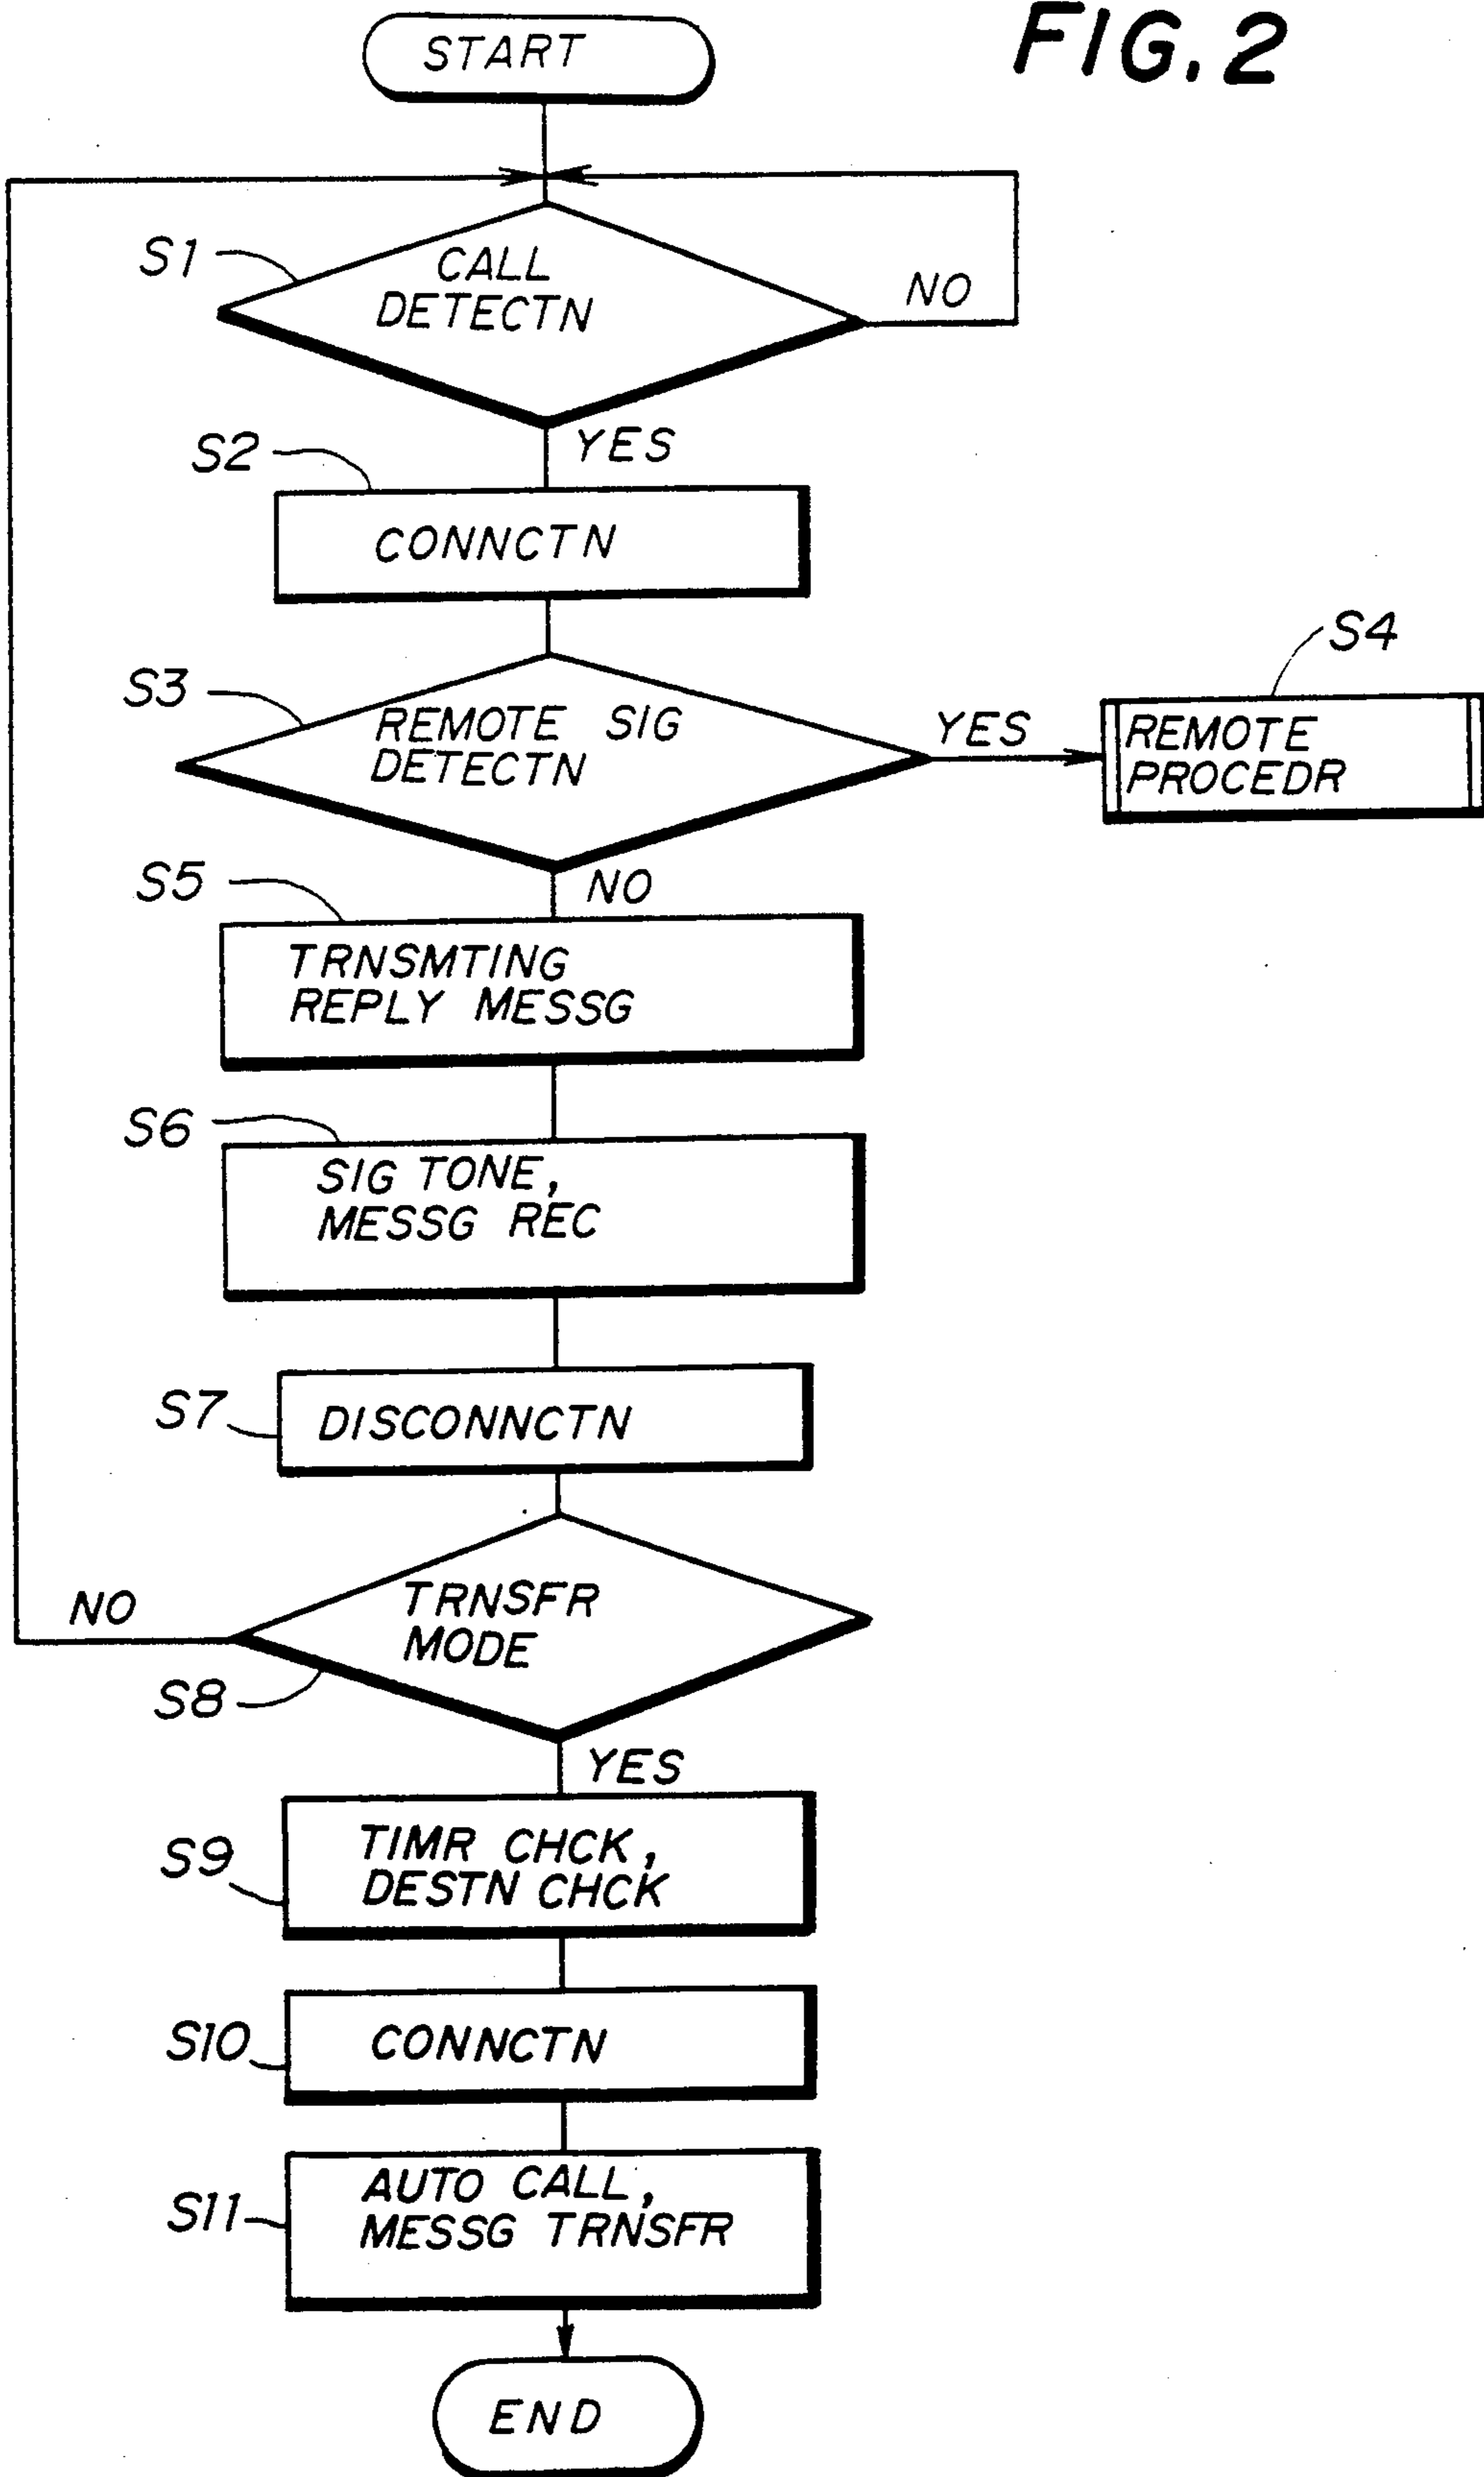 FIG. 2
START
S1
CALL
DETECTN
NO
YES
S2
CONNCTN
S3
REMOTE SIG
DETECTN
YES
S4
REMOTE
PROCEDR
NO
S5
TRNSMTING
REPLY MESSG
S6
SIG TONE,
MESSG REC
S7
DISCONNCTN
NO
TRNSFR
MODE
S8
YES
S9
TIMR CHCK,
DESTN CHCK
S10
CONNCTN
S11
AUTO CALL,
MESSG TRNSFR
END